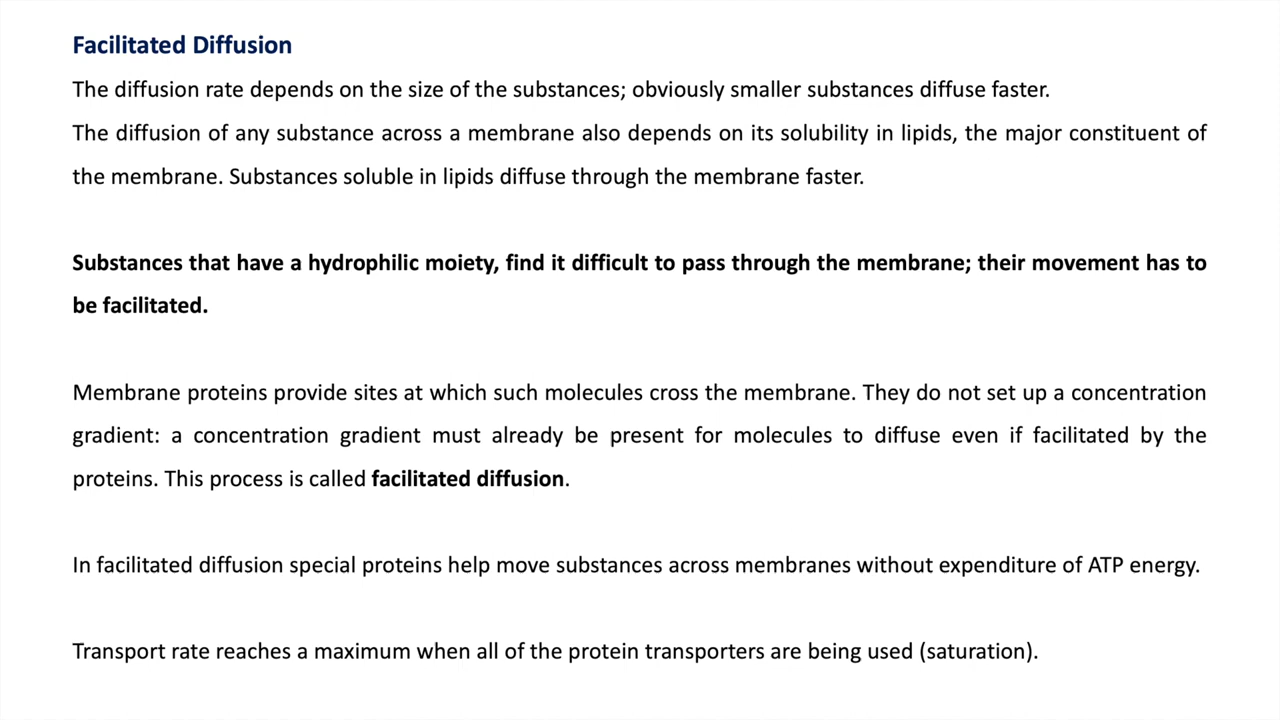 Facilitated Diffusion
The diffusion rate depends on the size of the substances; obviously smaller substances diffuse faster.
The diffusion of any substance across a membrane also depends on its solubility in lipids, the major constituent of
the membrane. Substances soluble in lipids diffuse through the membrane faster.
Substances that have a hydrophilic moiety, find it difficult to pass through the membrane; their movement has to
be facilitated.
Membrane proteins provide sites at which such molecules cross the membrane. They do not set up a concentration
gradient: a concentration gradient must already be present for molecules to diffuse even if facilitated by the
proteins. This process is called facilitated diffusion.
In facilitated diffusion special proteins help move substances across membranes without expenditure of ATP energy.
Transport rate reaches a maximum when all of the protein transporters are being used (saturation).